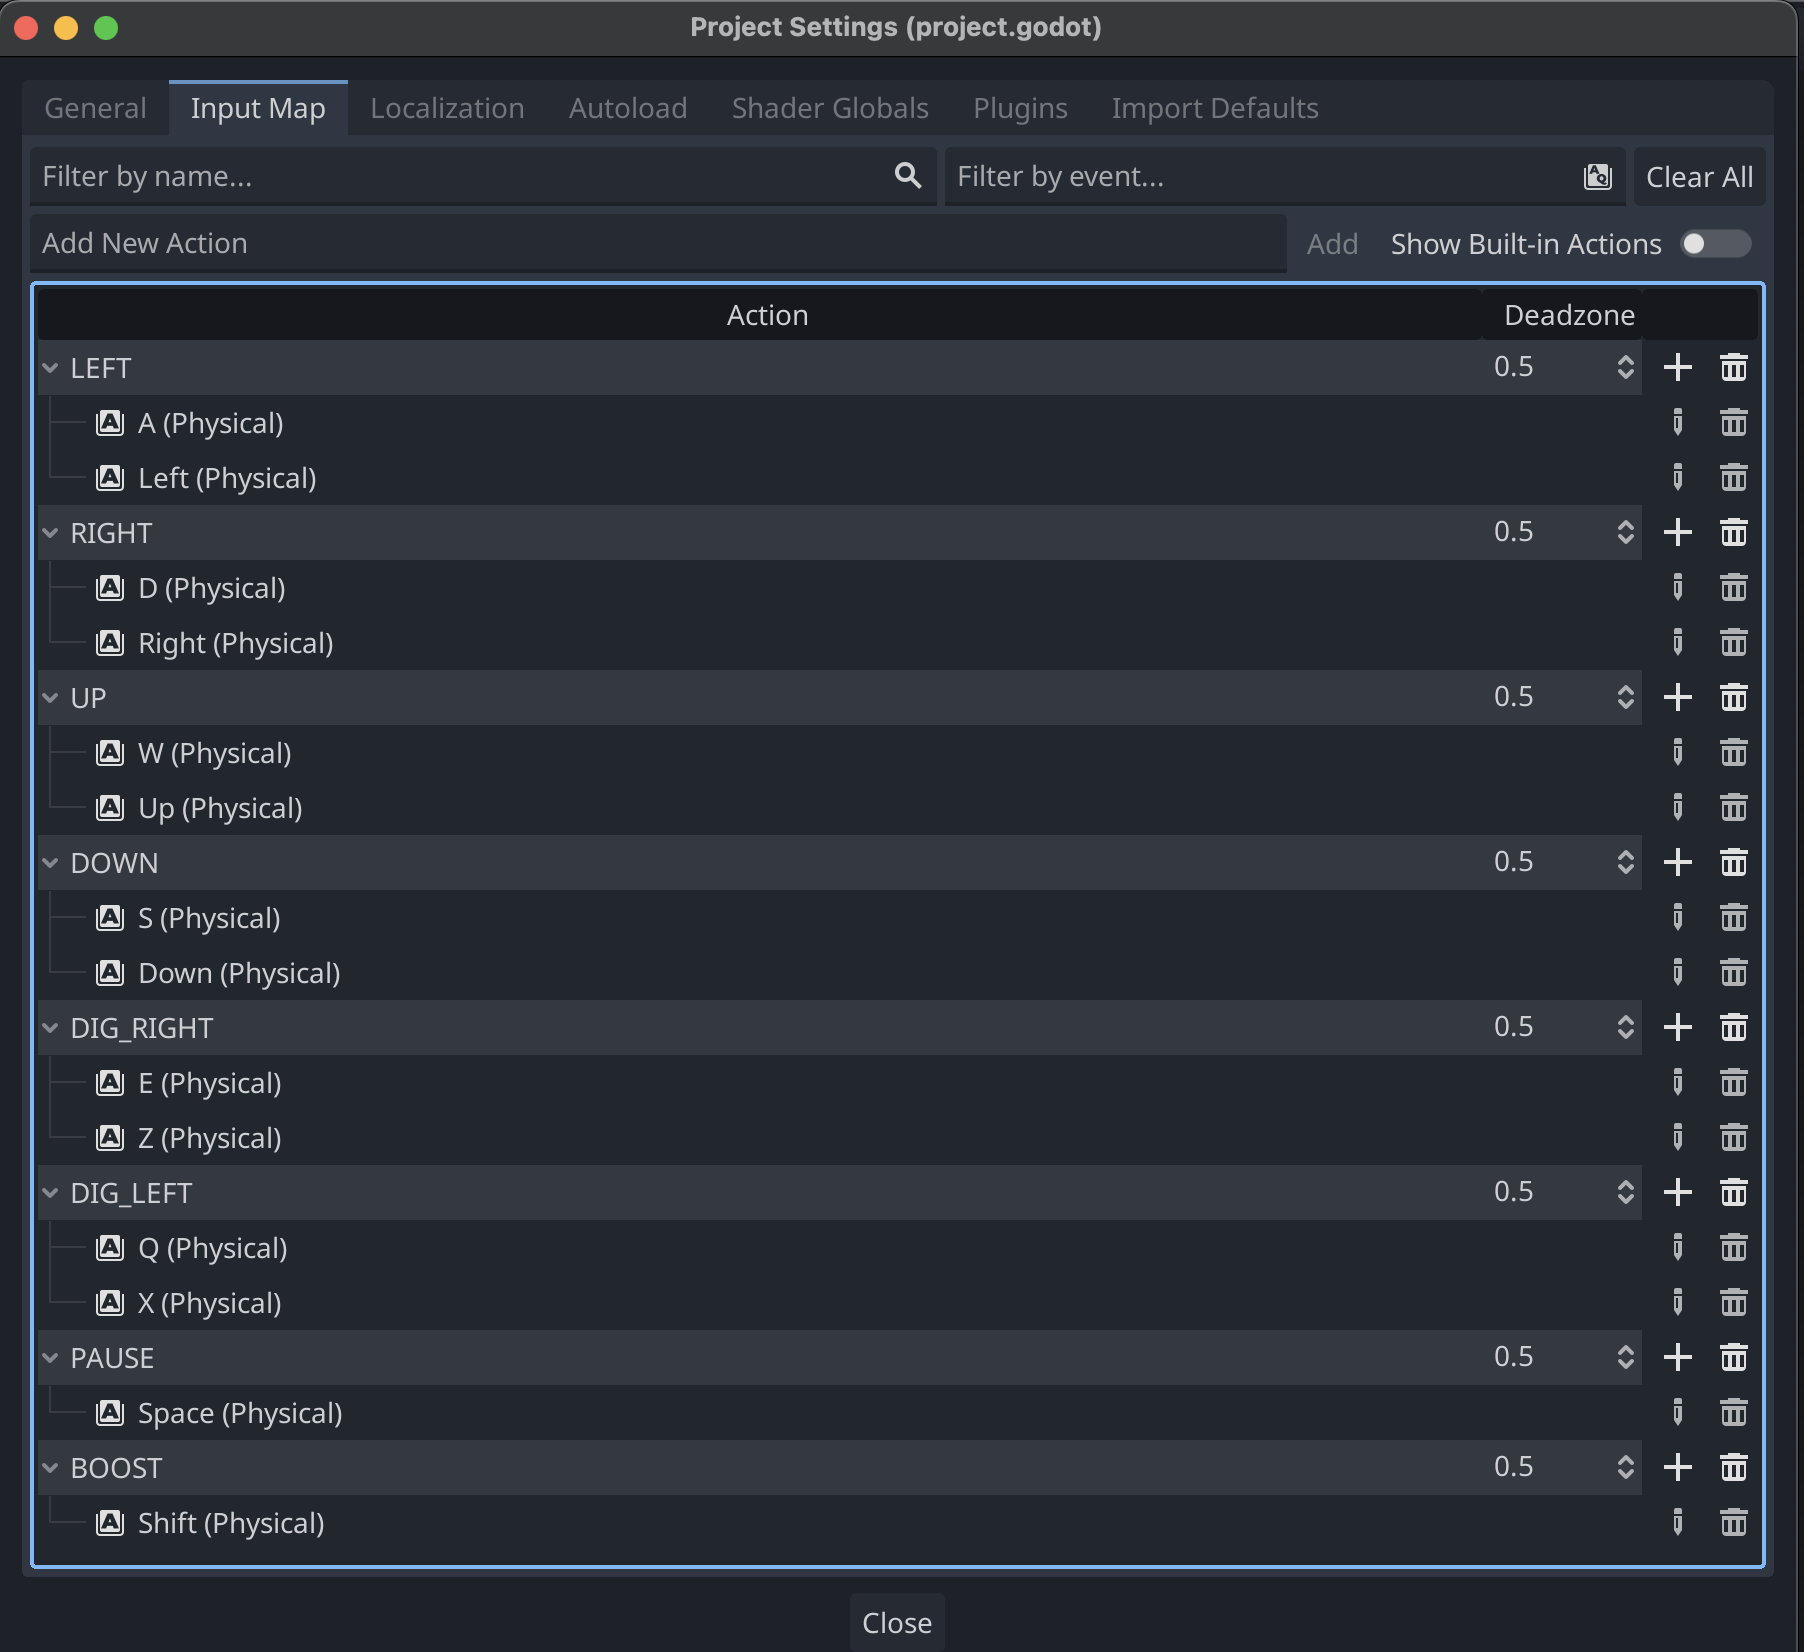 Project Settings (project.godot)
General Input Map Localization Autoload Shader Globals Plugins Import Defaults
Filter by name... Filter by event... Clear All
Add New Action Add Show Built-in Actions
Action Deadzone
LEFT 0.5
A (Physical)
Left (Physical)
RIGHT 0.5
D (Physical)
Right (Physical)
UP 0.5
W (Physical)
Up (Physical)
DOWN 0.5
S (Physical)
Down (Physical)
DIG_RIGHT 0.5
E (Physical)
Z (Physical)
DIG_LEFT 0.5
Q (Physical)
X (Physical)
PAUSE 0.5
Space (Physical)
BOOST 0.5
Shift (Physical)
Close